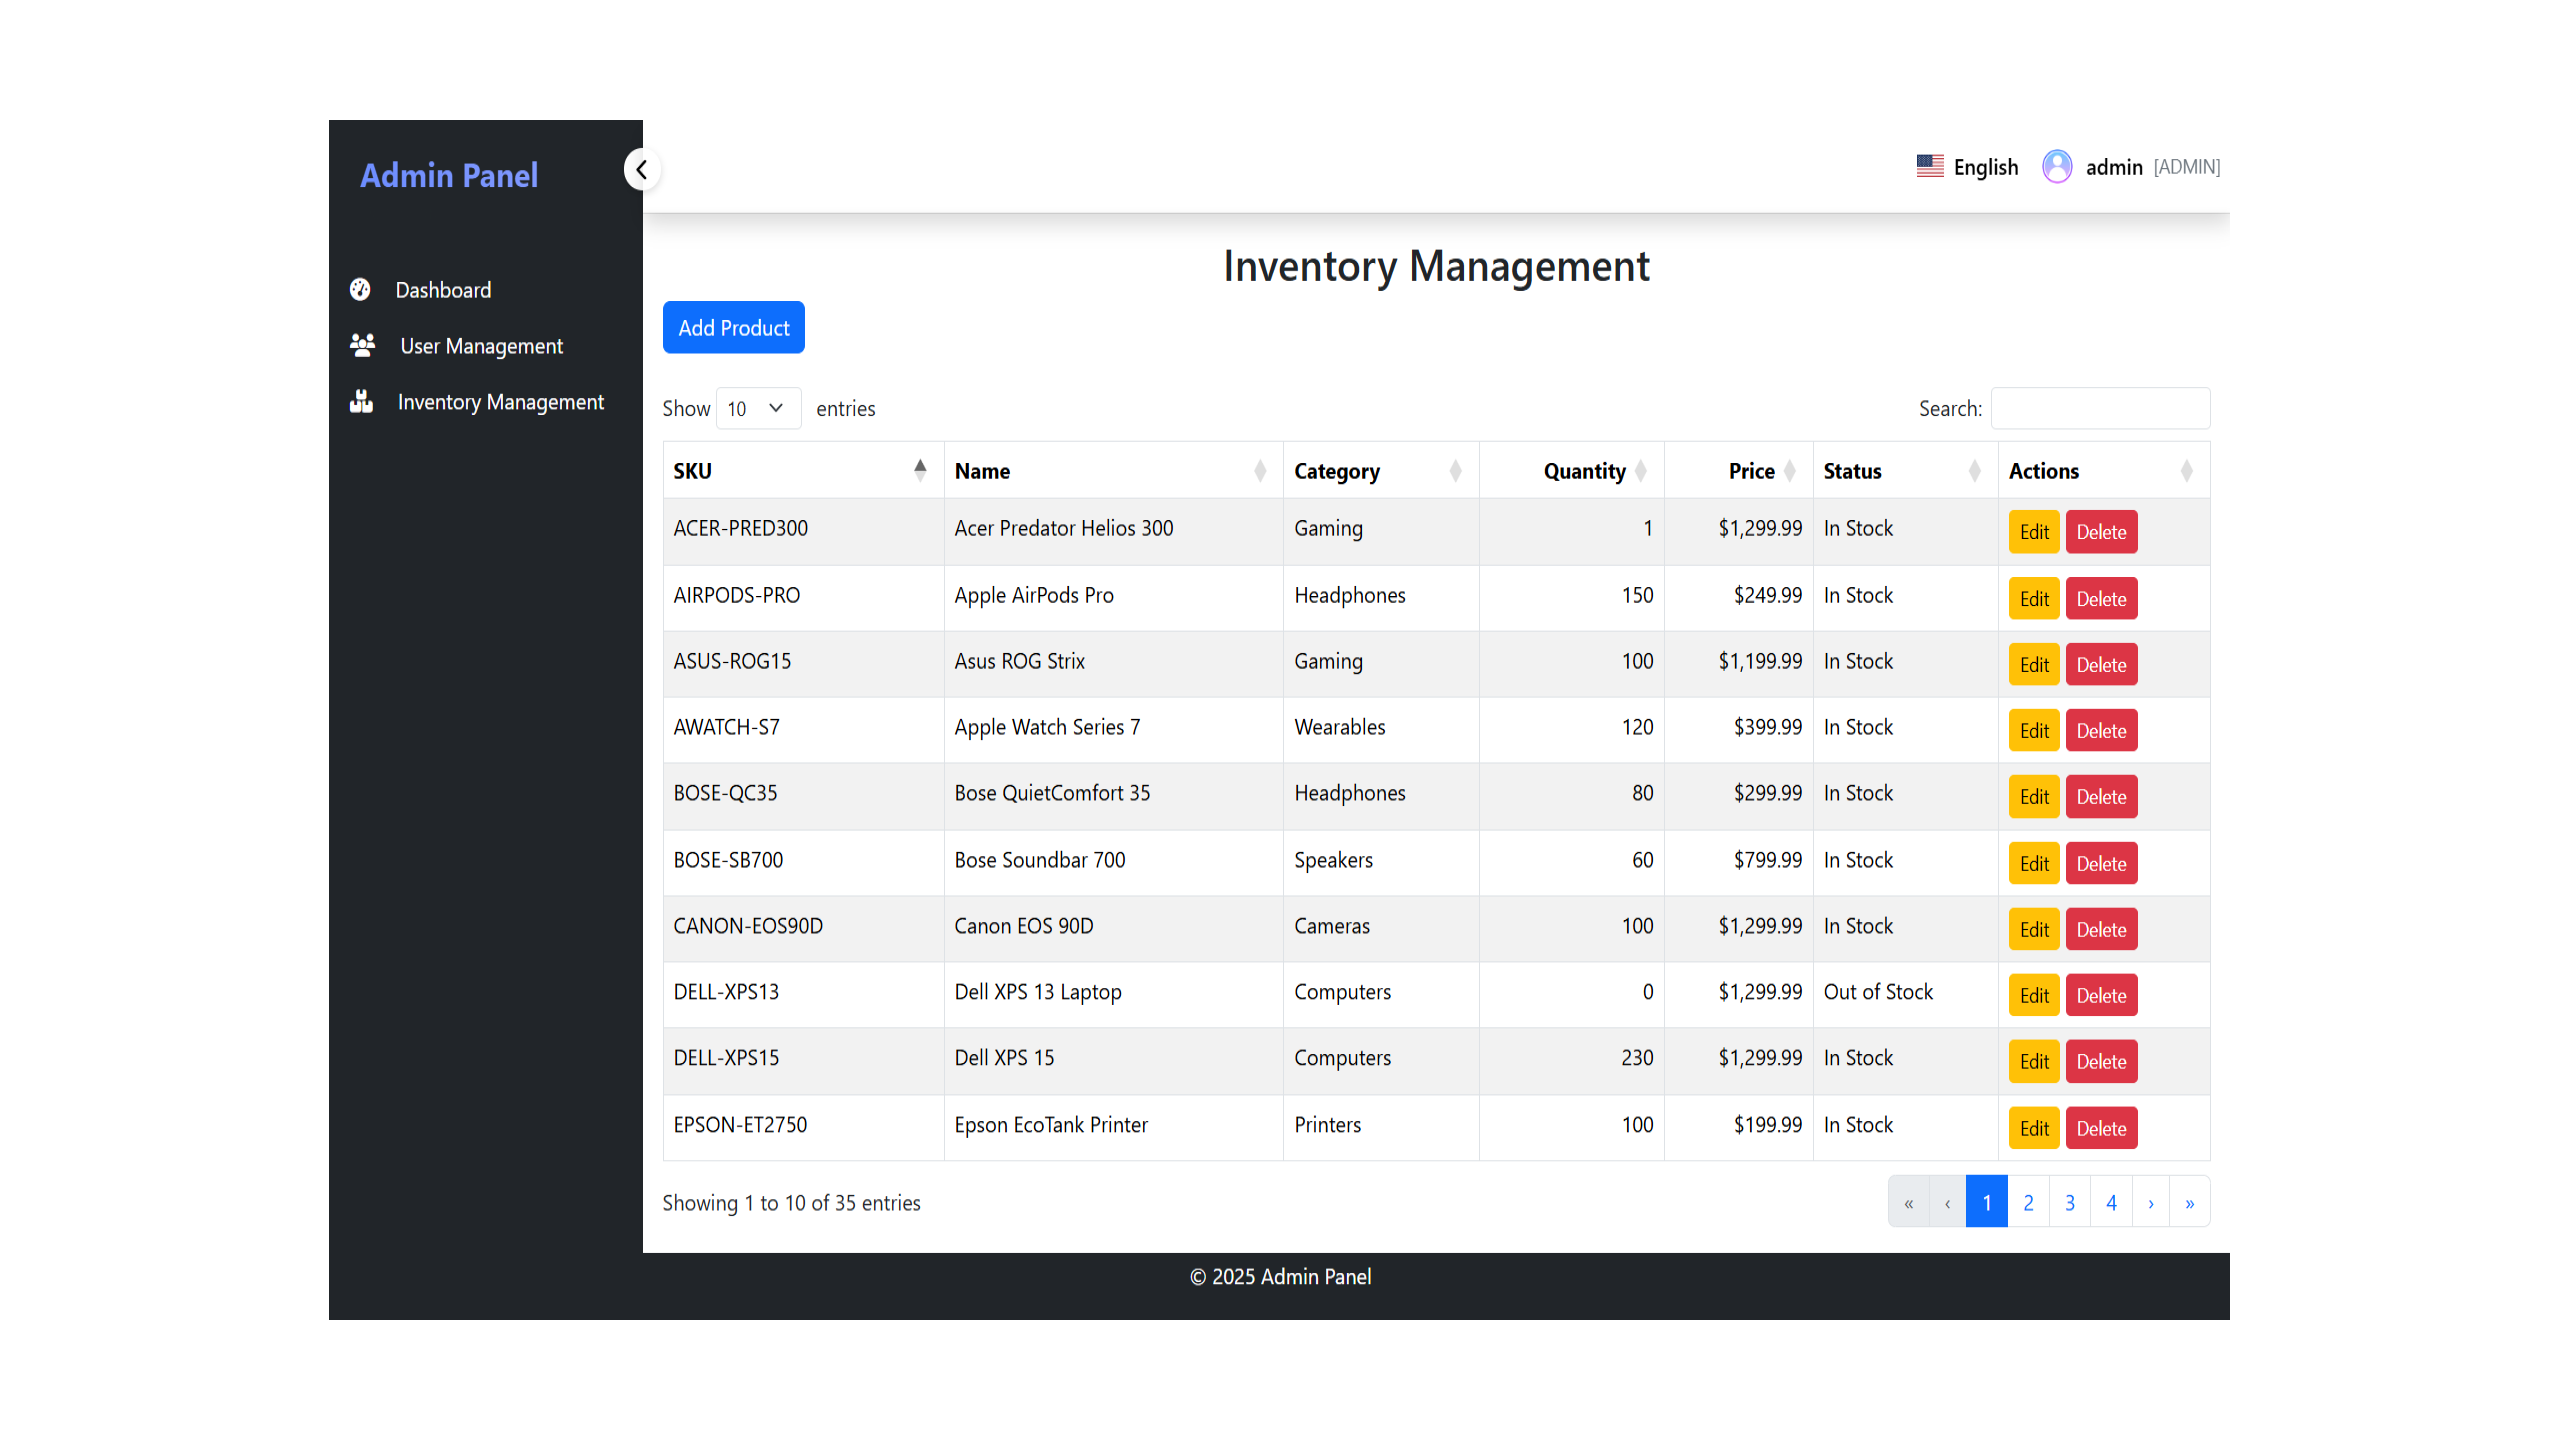 Admin Panel
English admin [ADMIN]
Dashboard
User Management
Inventory Management
Inventory Management
Add Product
Show 10 entries Search:
SKU Name Category Quantity Price Status Actions
ACER-PRED300 Acer Predator Helios 300 Gaming 1 $1,299.99 In Stock Edit Delete
AIRPODS-PRO Apple AirPods Pro Headphones 150 $249.99 In Stock Edit Delete
ASUS-ROG15 Asus ROG Strix Gaming 100 $1,199.99 In Stock Edit Delete
AWATCH-S7 Apple Watch Series 7 Wearables 120 $399.99 In Stock Edit Delete
BOSE-QC35 Bose QuietComfort 35 Headphones 80 $299.99 In Stock Edit Delete
BOSE-SB700 Bose Soundbar 700 Speakers 60 $799.99 In Stock Edit Delete
CANON-EOS90D Canon EOS 90D Cameras 100 $1,299.99 In Stock Edit Delete
DELL-XPS13 Dell XPS 13 Laptop Computers 0 $1,299.99 Out of Stock Edit Delete
DELL-XPS15 Dell XPS 15 Computers 230 $1,299.99 In Stock Edit Delete
EPSON-ET2750 Epson EcoTank Printer Printers 100 $199.99 In Stock Edit Delete
Showing 1 to 10 of 35 entries « ‹ 1 2 3 4 › »
© 2025 Admin Panel